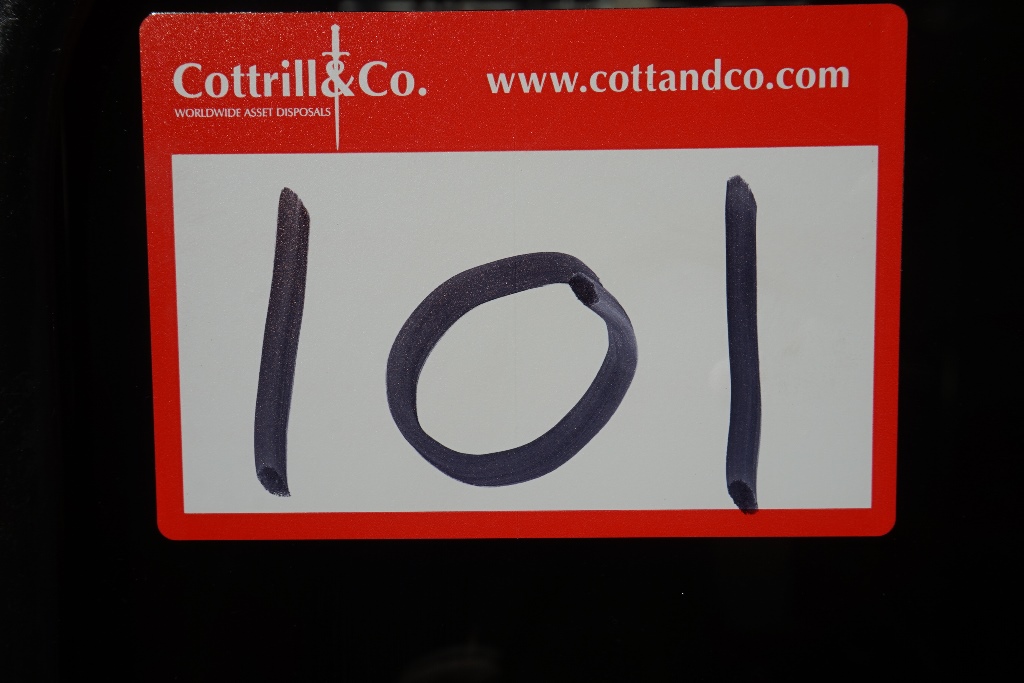 Cottrill&Co. www.cottandco.com
WORLDWIDE ASSET DISPOSALS
101